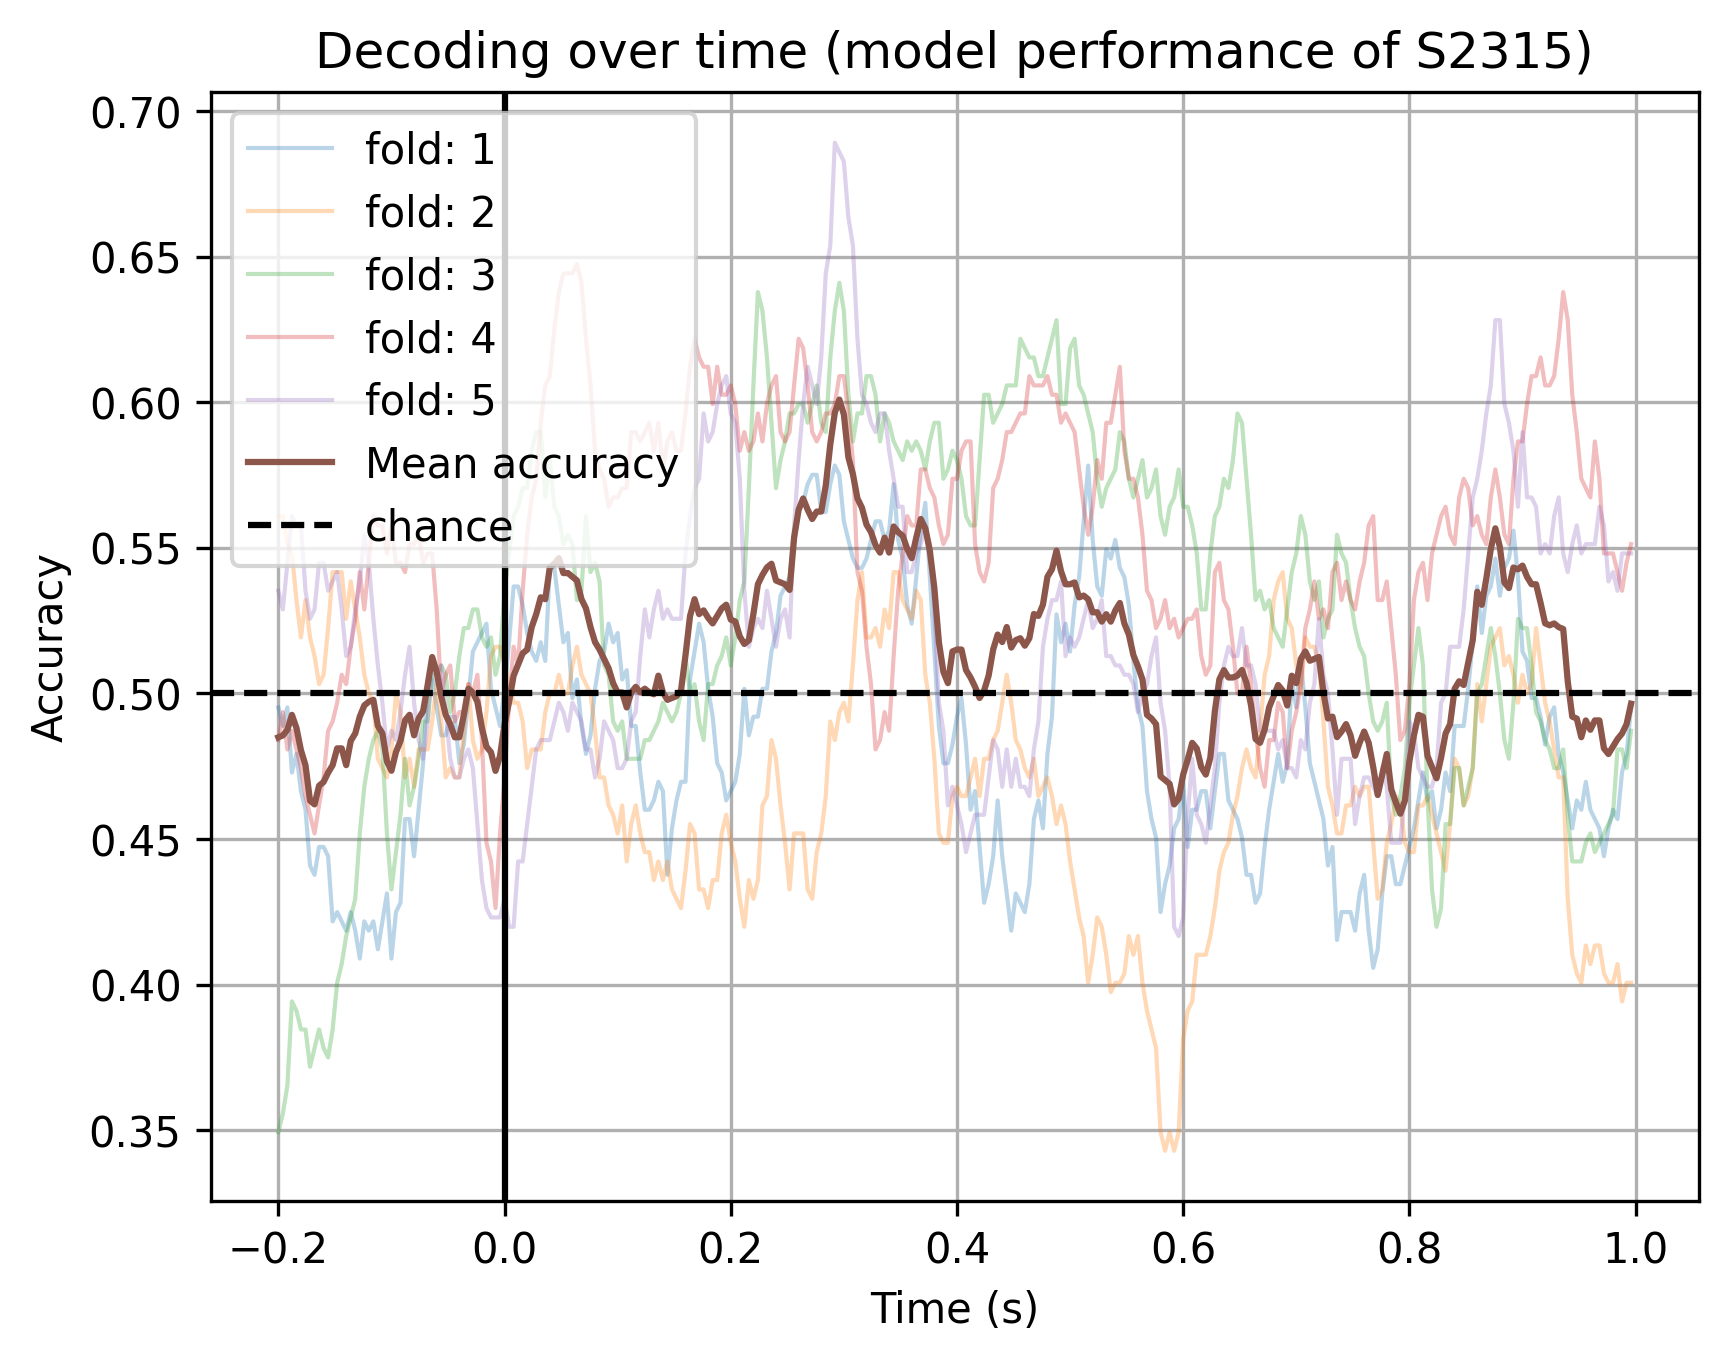 Decoding over time (model performance of S2315)
0.70
0.65
0.60
0.55
0.50
0.45
0.40
0.35
Accuracy
fold: 1
fold: 2
fold: 3
fold: 4
fold: 5
Mean accuracy
chance
−0.2 0.0 0.2 0.4 0.6 0.8 1.0
Time (s)